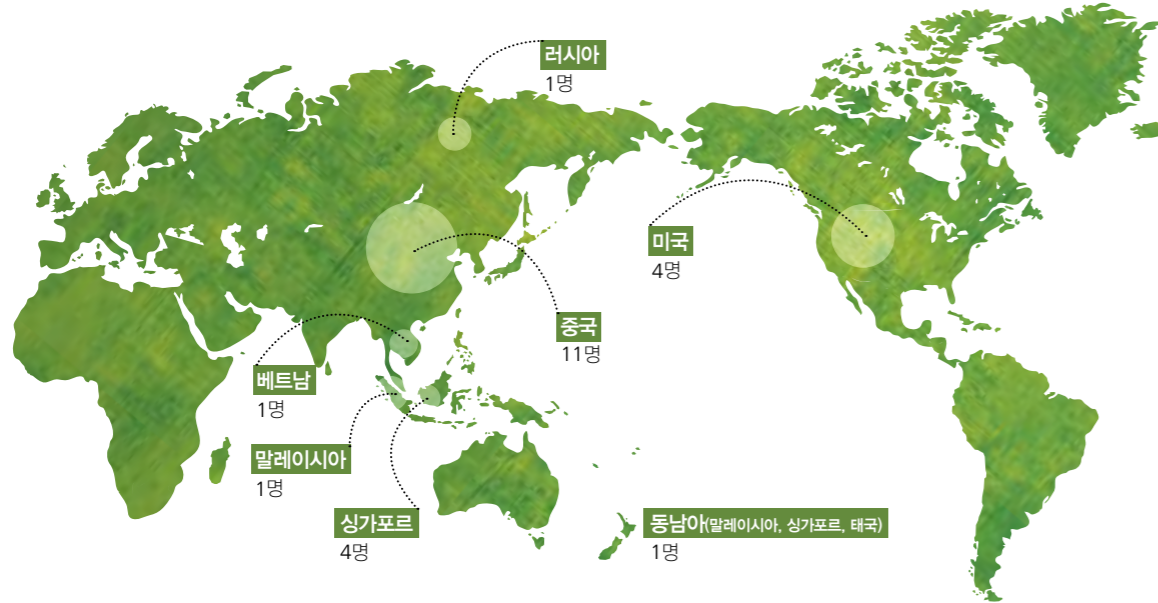 러시아
1명
미국
4명
중국
11명
베트남
1명
말레이시아
1명
싱가포르
4명
동남아(말레이시아, 싱가포르, 태국)
1명